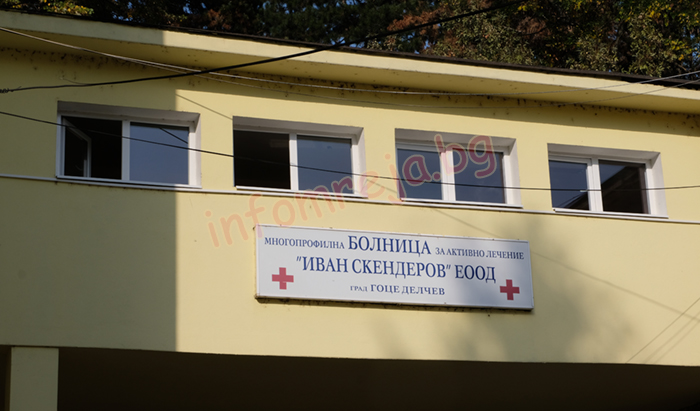 infomreja.bg
МНОГОПРОФИЛНА БОЛНИЦА ЗА АКТИВНО ЛЕЧЕНИЕ
"ИВАН СКЕНДЕРОВ" ЕООД
ГРАД ГОЦЕ ДЕЛЧЕВ